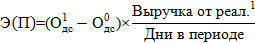 Э(П)=(О¹дс − О⁰дс)×Выручка от реал.¹/Дни в периоде